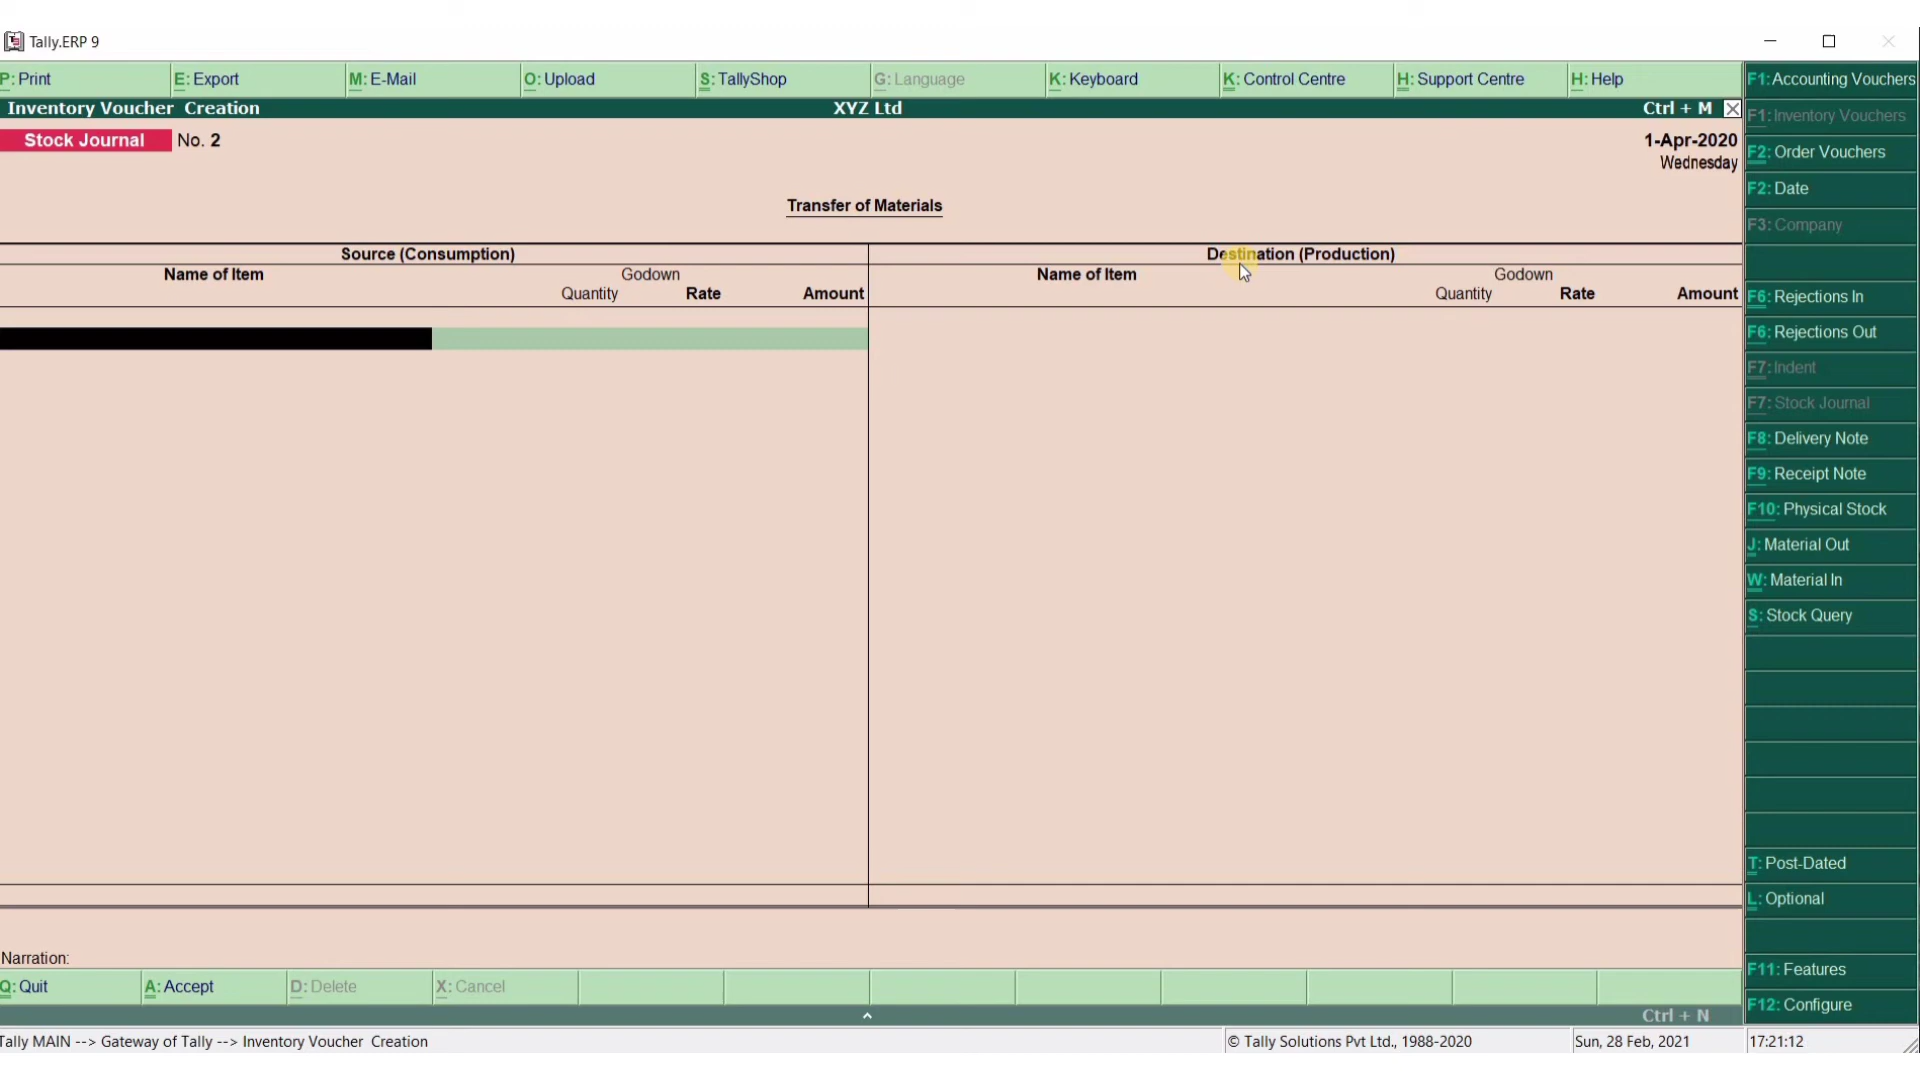 Tally.ERP 9
P: Print E: Export M: E-Mail O: Upload S: TallyShop G: Language K: Keyboard K: Control Centre H: Support Centre H: Help
Inventory Voucher Creation XYZ Ltd Ctrl + M
Stock Journal No. 2 1-Apr-2020
Wednesday
Transfer of Materials
Source (Consumption) Destination (Production)
Name of Item Godown Name of Item Godown
Quantity Rate Amount Quantity Rate Amount
Narration:
Q: Quit A: Accept D: Delete X: Cancel
Ctrl + N
F1: Accounting Vouchers
F1: Inventory Vouchers
F2: Order Vouchers
F2: Date
F3: Company
F6: Rejections In
F6: Rejections Out
F7: Indent
F7: Stock Journal
F8: Delivery Note
F9: Receipt Note
F10: Physical Stock
J: Material Out
W: Material In
S: Stock Query
T: Post-Dated
L: Optional
F11: Features
F12: Configure
Tally MAIN --> Gateway of Tally --> Inventory Voucher Creation © Tally Solutions Pvt Ltd., 1988-2020 Sun, 28 Feb, 2021 17:21:12